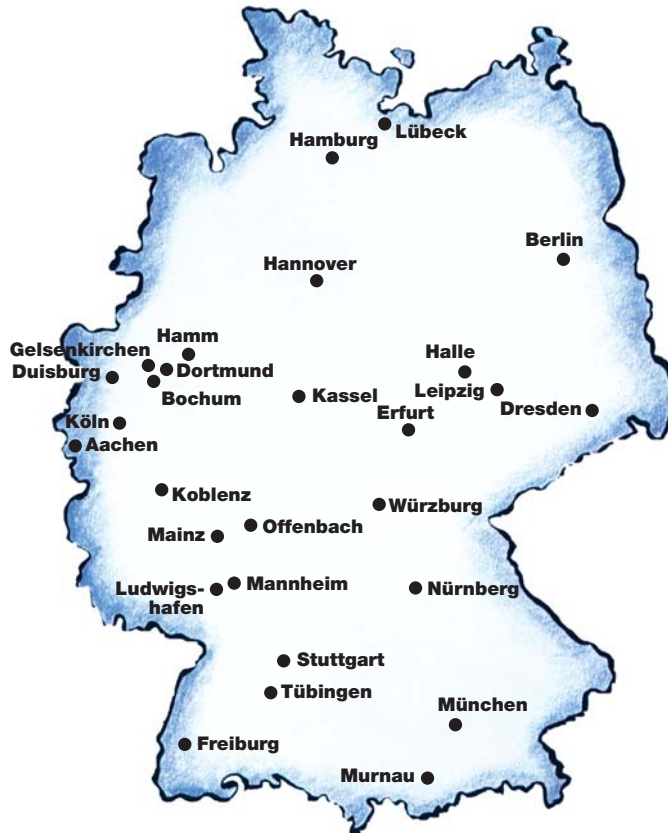 Lübeck
Hamburg
Berlin
Hannover
Hamm
Gelsenkirchen
Dortmund
Halle
Duisburg
Leipzig
Bochum
Kassel
Dresden
Erfurt
Köln
Aachen
Koblenz
Würzburg
Offenbach
Mainz
Mannheim
Ludwigs-
hafen
Nürnberg
Stuttgart
Tübingen
München
Freiburg
Murnau